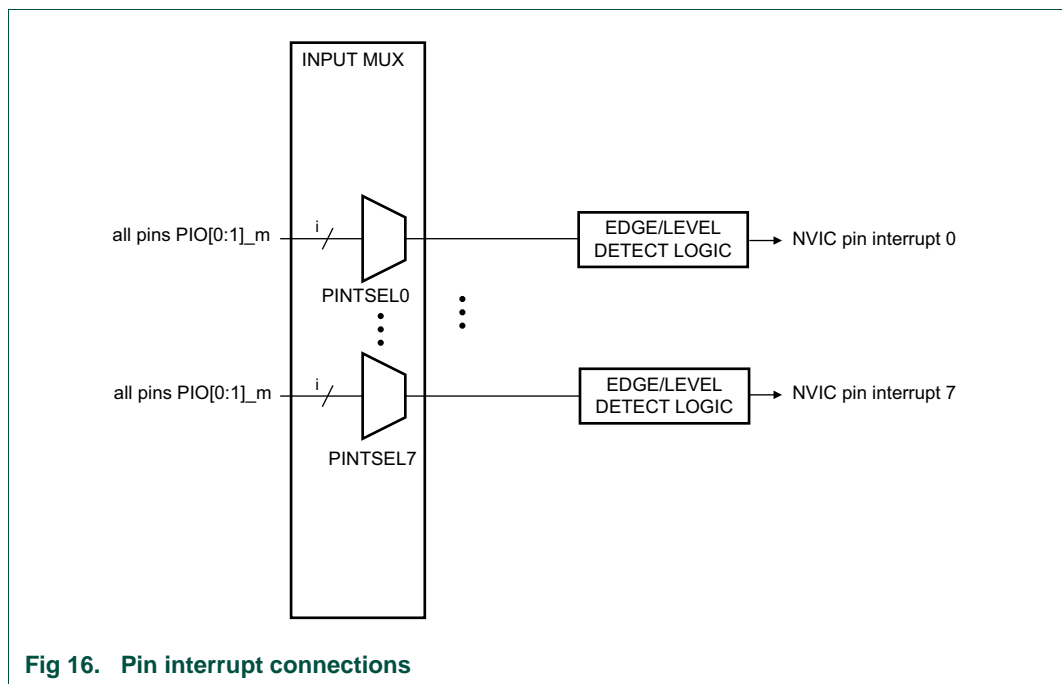 INPUT MUX
all pins PIO[0:1]_m
i
PINTSEL0
EDGE/LEVEL
DETECT LOGIC
NVIC pin interrupt 0
all pins PIO[0:1]_m
i
PINTSEL7
EDGE/LEVEL
DETECT LOGIC
NVIC pin interrupt 7
Fig 16. Pin interrupt connections